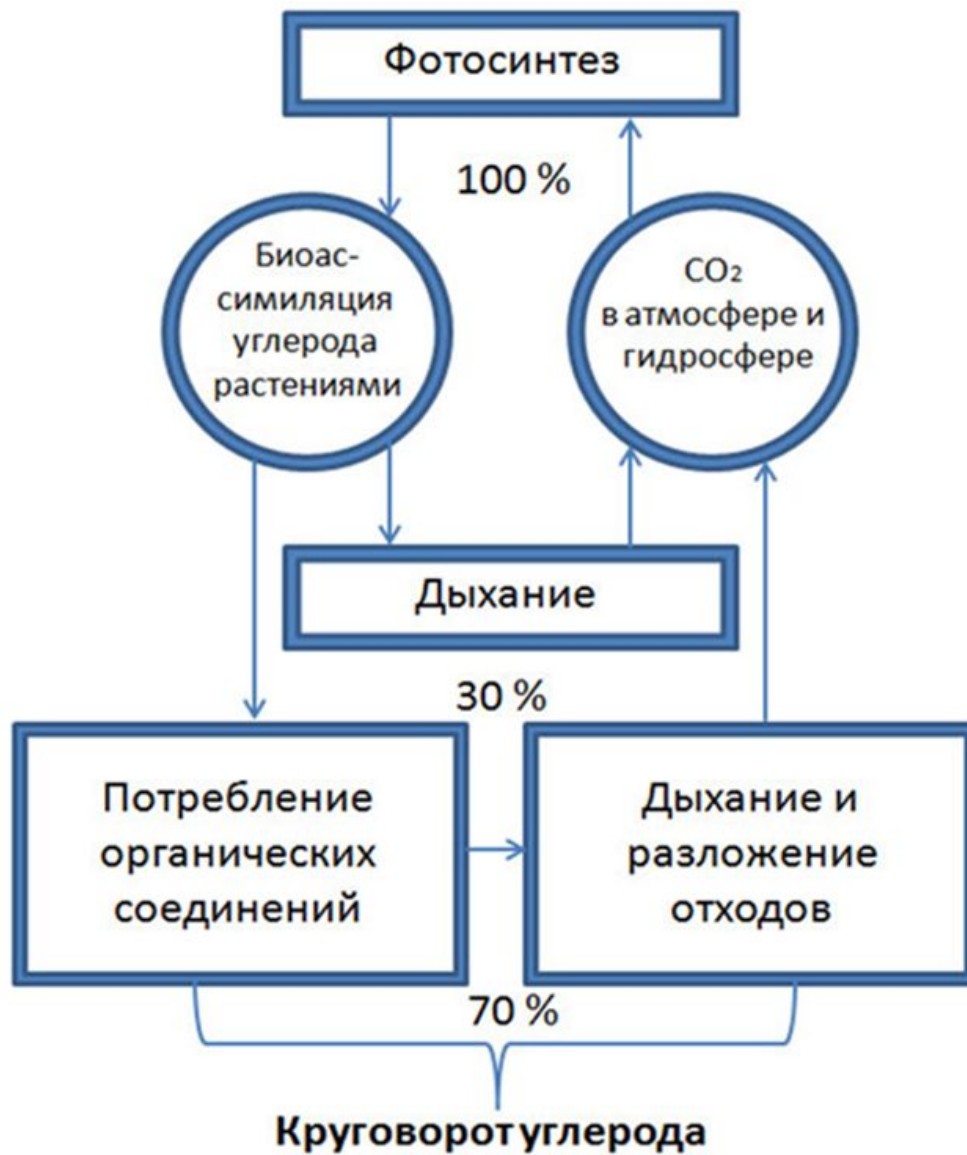 Фотосинтез
100 %
Биоас-
симиляция
углерода
растениями
CO₂
в атмосфере и
гидросфере
Дыхание
30 %
Потребление
органических
соединений
Дыхание и
разложение
отходов
70 %
Круговорот углерода